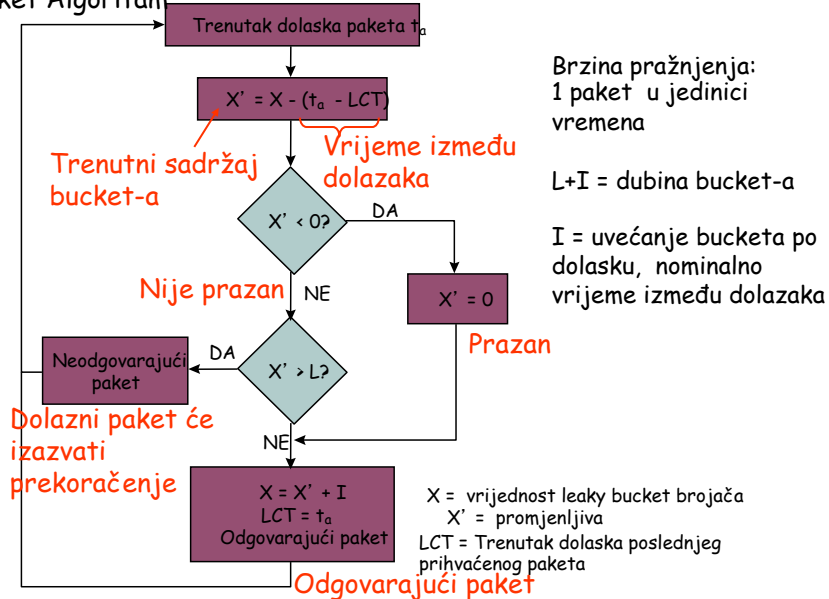 ket Algoritam
Trenutak dolaska paketa tₐ
X' = X - (tₐ - LCT)
Trenutni sadržaj
bucket-a
Vrijeme između
dolazaka
Brzina pražnjenja:
1 paket u jedinici
vremena
L+I = dubina bucket-a
I = uvećanje bucketa po
dolasku, nominalno
vrijeme između dolazaka
X' < 0?
DA
Nije prazan
NE
X' = 0
Prazan
Neodgovarajući
paket
DA
X' > L?
Dolazni paket će
izazvati
prekoračenje
NE
X = X' + I
LCT = tₐ
Odgovarajući paket
X = vrijednost leaky bucket brojača
X' = promjenljiva
LCT = Trenutak dolaska poslednjeg
prihvaćenog paketa
Odgovarajući paket